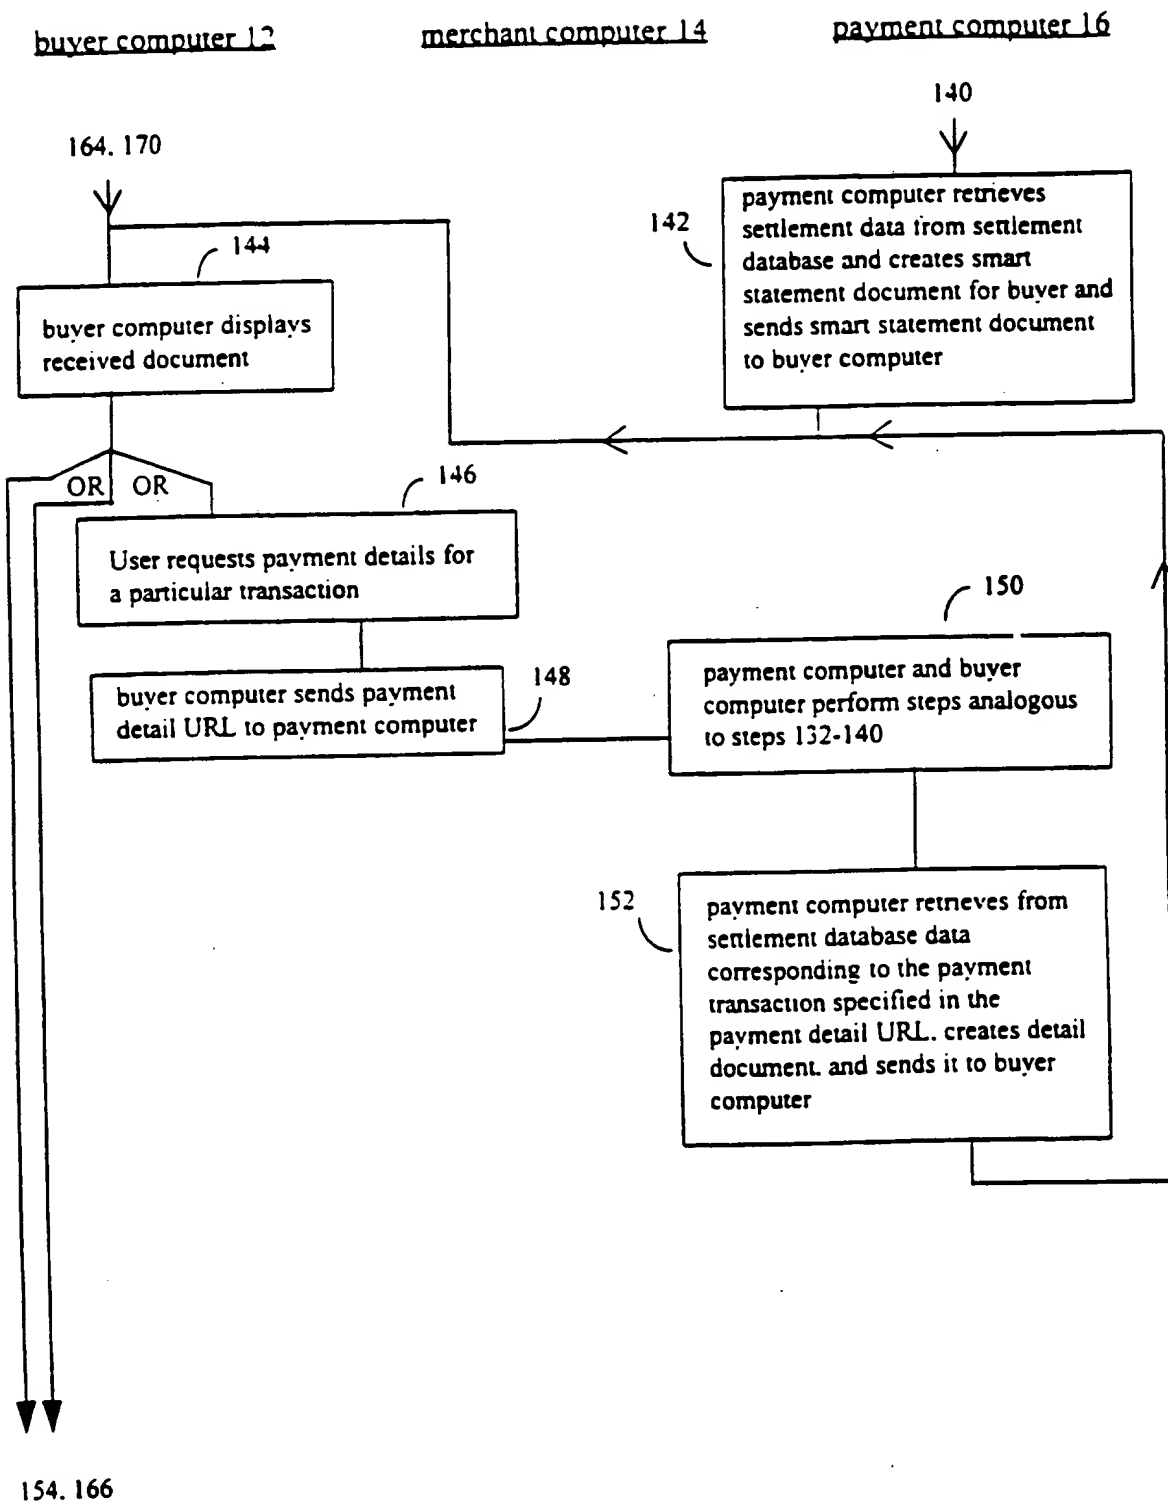 buyer computer 12
merchant computer 14
payment computer 16
140
164. 170
payment computer retrieves
settlement data from settlement
database and creates smart
statement document for buyer and
sends smart statement document
to buyer computer
142
144
buyer computer displays
received document
OR OR
146
User requests payment details for
a particular transaction
150
148
buyer computer sends payment
detail URL to payment computer
payment computer and buyer
computer perform steps analogous
to steps 132-140
152
payment computer retrieves from
settlement database data
corresponding to the payment
transaction specified in the
payment detail URL. creates detail
document. and sends it to buyer
computer
154. 166